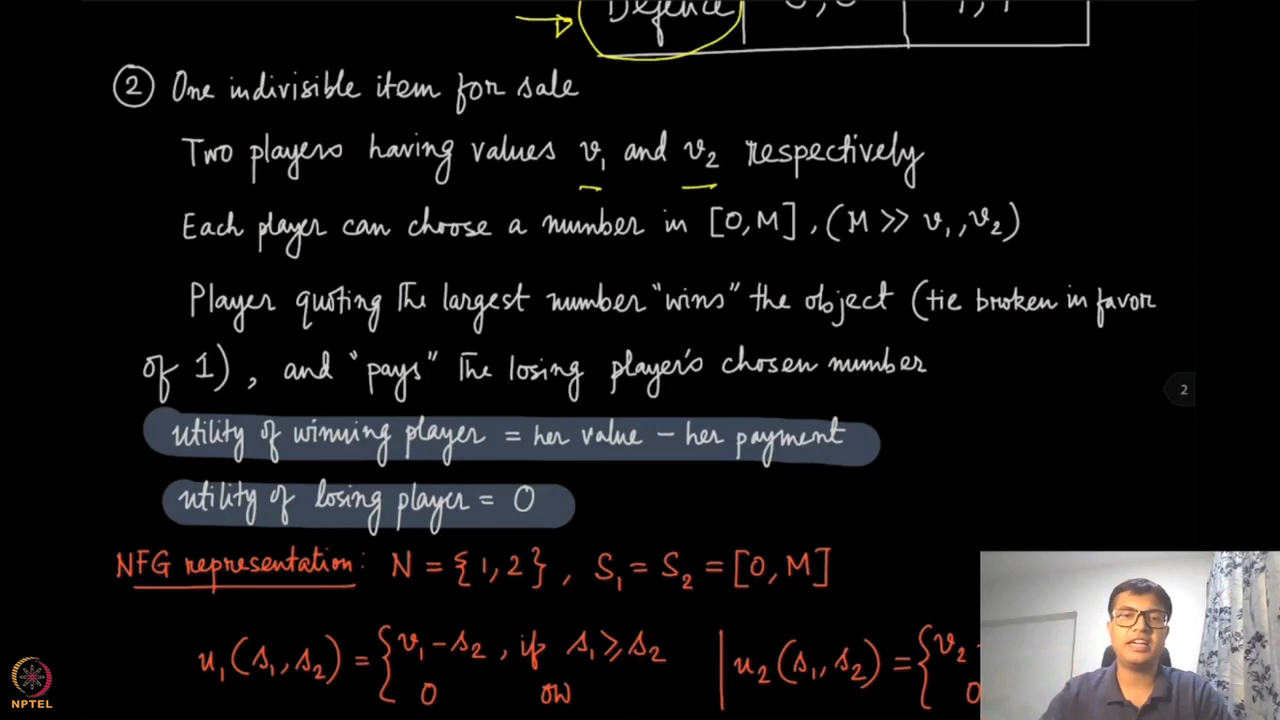 Defence
② One indivisible item for sale
Two players having values v₁ and v₂ respectively
Each player can choose a number in [0, M], (M >> v₁, v₂)
Player quoting the largest number "wins" the object (tie broken in favor
of 1), and "pays" the losing player's chosen number
utility of winning player = her value − her payment
utility of losing player = 0
NFG representation: N = {1, 2}, S₁ = S₂ = [0, M]
u₁(s₁, s₂) = { v₁ − s₂, if s₁ ⩾ s₂ | u₂(s₁, s₂) = { v₂
0 ow 0
2
NPTEL